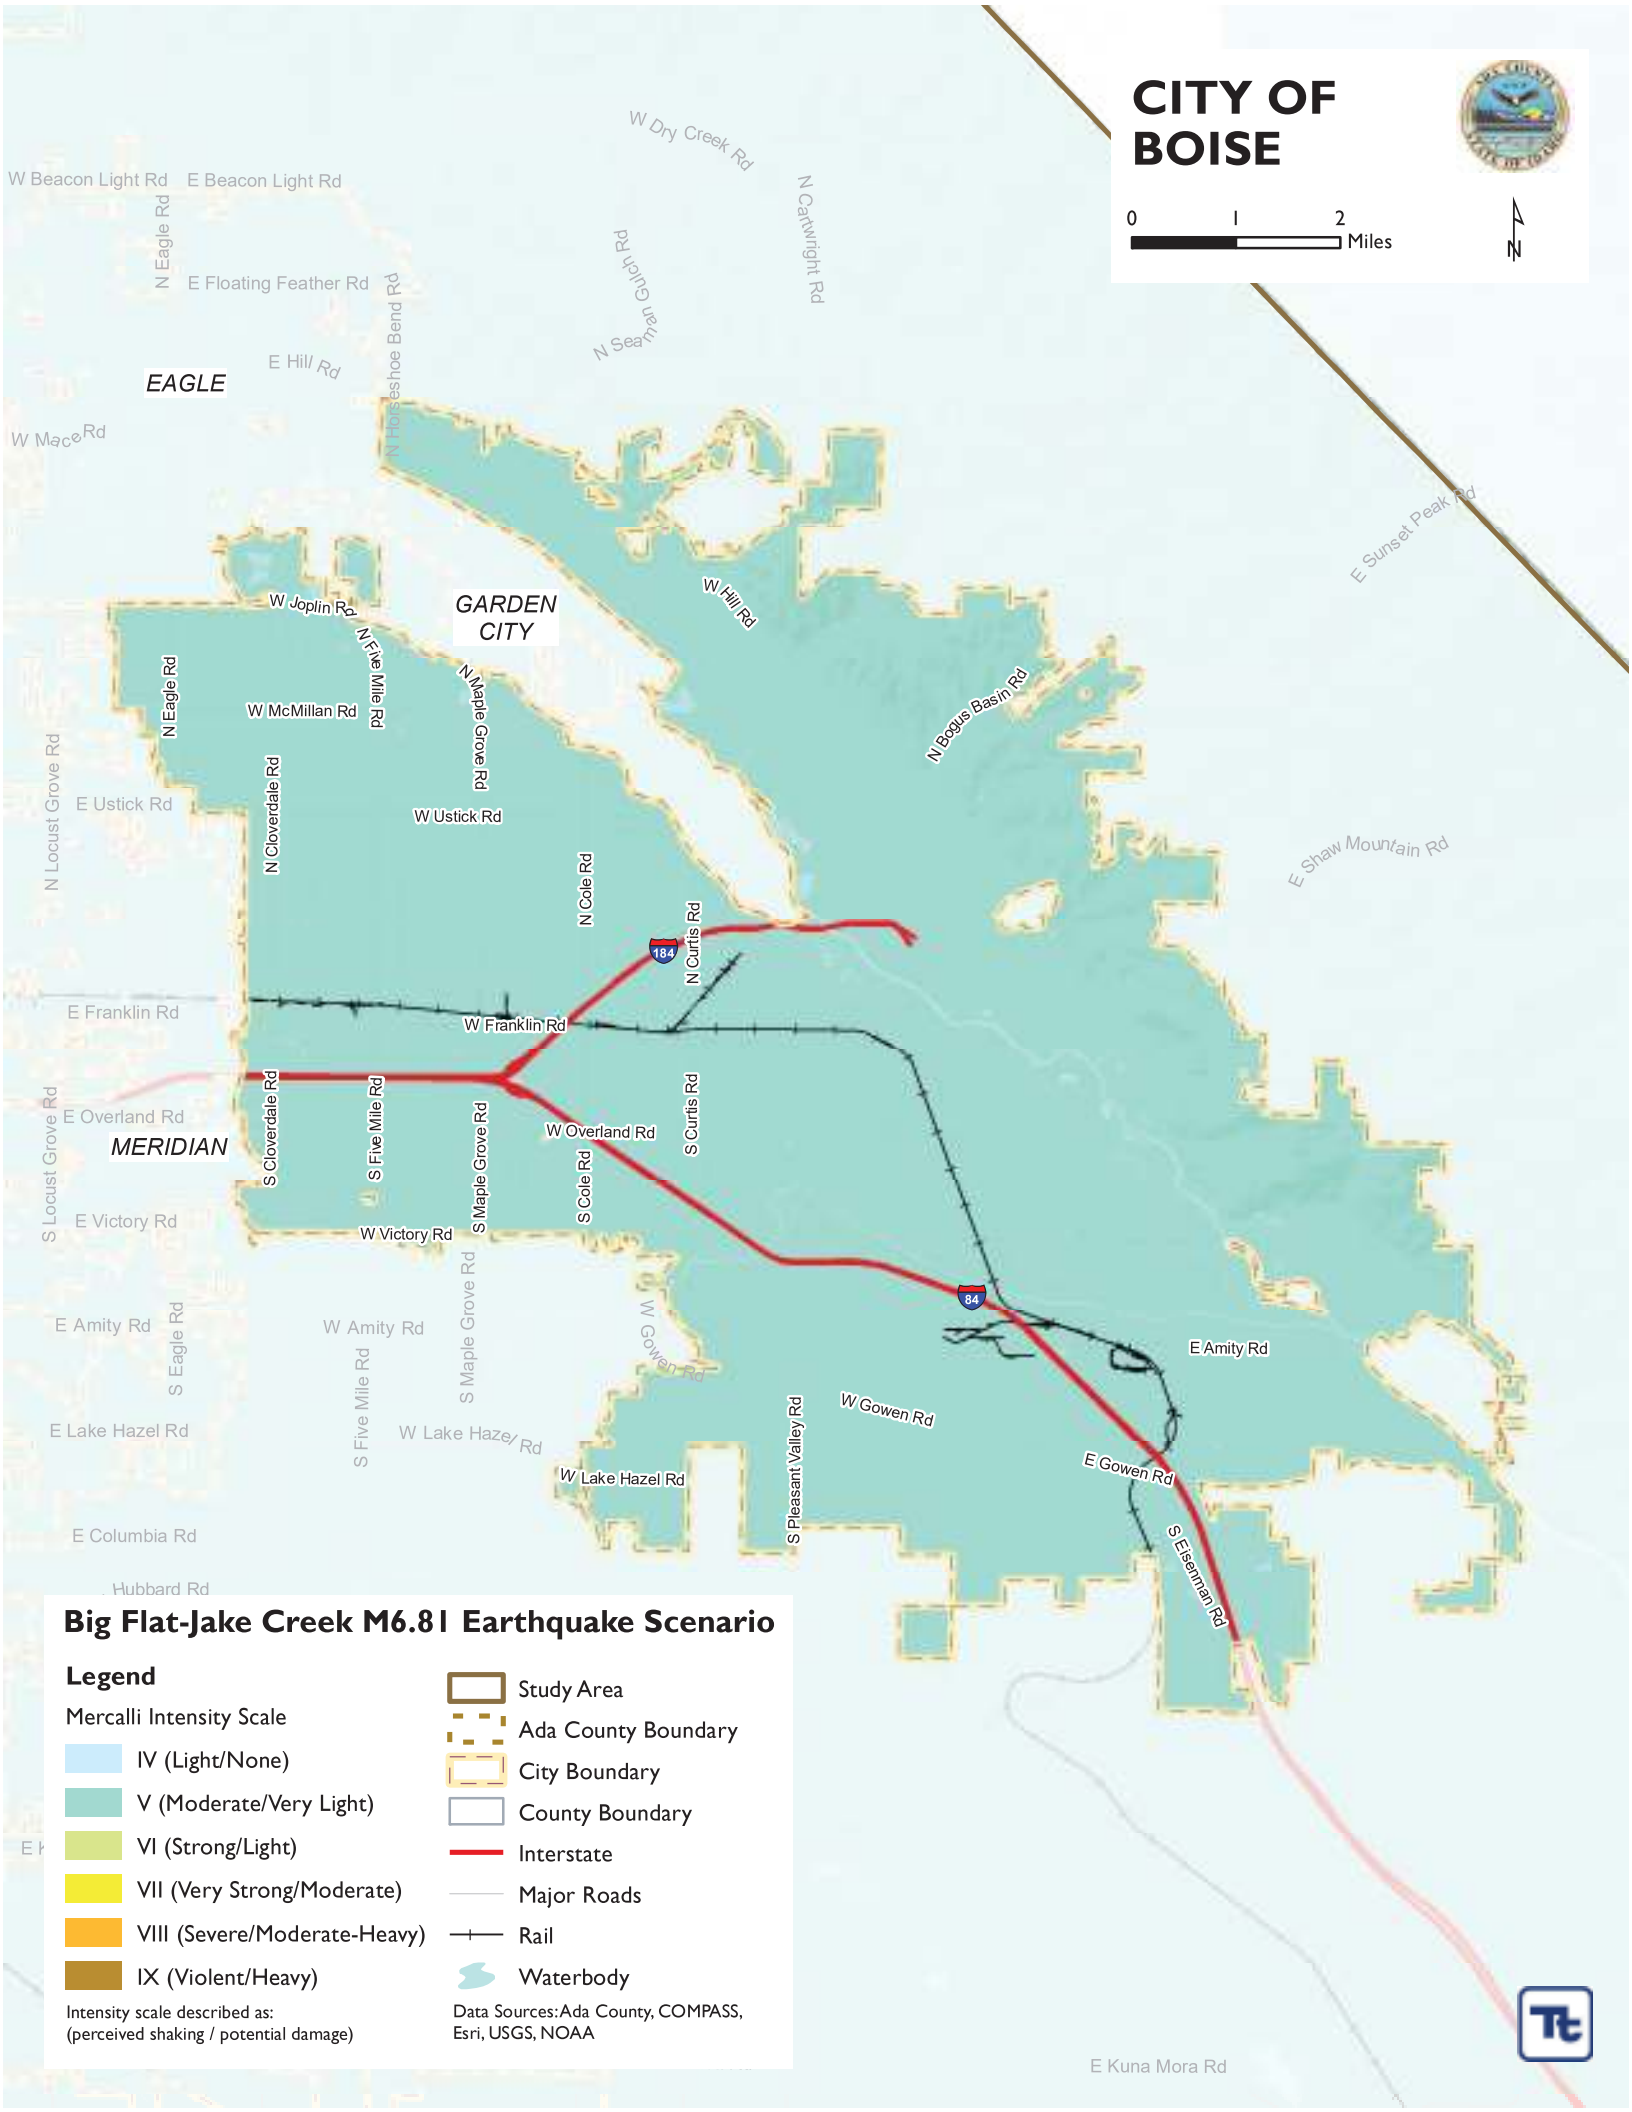 CITY OF
BOISE
ADA COUNTY
STATE OF IDAHO
0 1 2
Miles
N
W Dry Creek Rd
W Beacon Light Rd
E Beacon Light Rd
N Eagle Rd
N Cartwright Rd
N Seaman Gulch Rd
E Floating Feather Rd
N Horseshoe Bend Rd
E Hill Rd
EAGLE
W Mace Rd
E Sunset Peak Rd
W Joplin Rd
GARDEN
CITY
W Hill Rd
N Five Mile Rd
N Eagle Rd
W McMillan Rd
N Maple Grove Rd
N Bogus Basin Rd
N Locust Grove Rd
E Ustick Rd
N Cloverdale Rd
W Ustick Rd
E Shaw Mountain Rd
N Cole Rd
N Curtis Rd
184
E Franklin Rd
W Franklin Rd
S Locust Grove Rd
E Overland Rd
MERIDIAN
S Cloverdale Rd
S Five Mile Rd
S Maple Grove Rd
W Overland Rd
S Cole Rd
S Curtis Rd
E Victory Rd
W Victory Rd
84
E Amity Rd
S Eagle Rd
W Amity Rd
S Five Mile Rd
S Maple Grove Rd
W Gowen Rd
E Amity Rd
E Lake Hazel Rd
W Lake Hazel Rd
W Lake Hazel Rd
S Pleasant Valley Rd
W Gowen Rd
E Gowen Rd
S Eisenman Rd
E Columbia Rd
Hubbard Rd
Big Flat-Jake Creek M6.81 Earthquake Scenario
Legend
Mercalli Intensity Scale
IV (Light/None)
V (Moderate/Very Light)
VI (Strong/Light)
VII (Very Strong/Moderate)
VIII (Severe/Moderate-Heavy)
IX (Violent/Heavy)
Intensity scale described as:
(perceived shaking / potential damage)
Study Area
Ada County Boundary
City Boundary
County Boundary
Interstate
Major Roads
Rail
Waterbody
Data Sources: Ada County, COMPASS,
Esri, USGS, NOAA
E Kuna Mora Rd
Tt